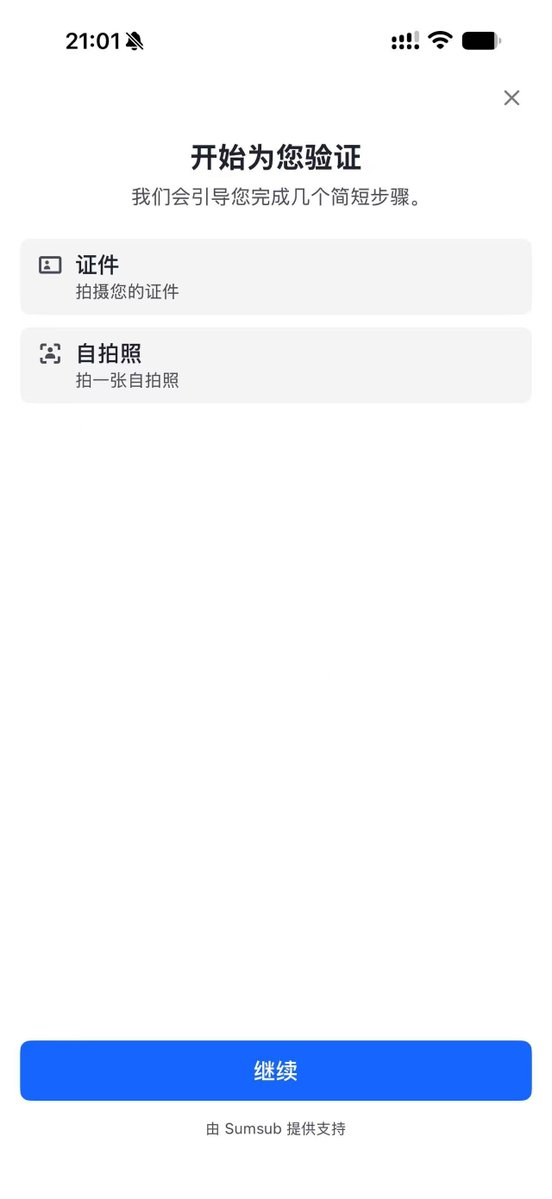 21:01
开始为您验证
我们会引导您完成几个简短步骤。
证件
拍摄您的证件
自拍照
拍一张自拍照
继续
由 Sumsub 提供支持